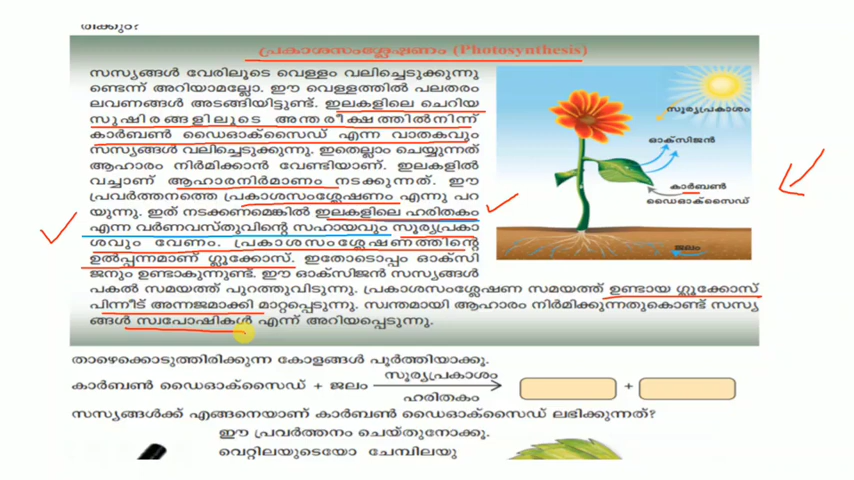 പ്രകാശസംശ്ലേഷണം (Photosynthesis)
സസ്യങ്ങൾ വേരിലൂടെ വെള്ളം വലിച്ചെടുക്കുന്നു
ണ്ടെന്ന് അറിയാമല്ലോ. ഈ വെള്ളത്തിൽ പലതരം
ലവണങ്ങൾ അടങ്ങിയിട്ടുണ്ട്. ഇലകളിലെ ചെറിയ
സുഷിരങ്ങളിലൂടെ അന്തരീക്ഷത്തിൽനിന്ന്
കാർബൺ ഡൈഓക്സൈഡ് എന്ന വാതകവും
സസ്യങ്ങൾ വലിച്ചെടുക്കുന്നു. ഇതെല്ലാം ചെയ്യുന്നത്
ആഹാരം നിർമിക്കാൻ വേണ്ടിയാണ്. ഇലകളിൽ
വച്ചാണ് ആഹാരനിർമാണം നടക്കുന്നത്. ഈ
പ്രവർത്തനത്തെ പ്രകാശസംശ്ലേഷണം എന്നു പറ
യുന്നു. ഇത് നടക്കണമെങ്കിൽ ഇലകളിലെ ഹരിതകം
എന്ന വർണവസ്തുവിന്റെ സഹായവും സൂര്യപ്രകാ
ശവും വേണം. പ്രകാശസംശ്ലേഷണത്തിന്റെ
ഉൽപ്പന്നമാണ് ഗ്ലൂക്കോസ്. ഇതോടൊപ്പം ഓക്സി
ജനും ഉണ്ടാകുന്നുണ്ട്. ഈ ഓക്സിജൻ സസ്യങ്ങൾ
പകൽ സമയത്ത് പുറത്തുവിടുന്നു. പ്രകാശസംശ്ലേഷണ സമയത്ത് ഉണ്ടായ ഗ്ലൂക്കോസ്
പിന്നീട് അന്നജമാക്കി മാറ്റപ്പെടുന്നു. സ്വന്തമായി ആഹാരം നിർമിക്കുന്നതുകൊണ്ട് സസ്യ
ങ്ങൾ സ്വപോഷികൾ എന്ന് അറിയപ്പെടുന്നു.
സൂര്യപ്രകാശം
ഓക്സിജൻ
കാർബൺ
ഡൈഓക്സൈഡ്
ജലം
താഴെക്കൊടുത്തിരിക്കുന്ന കോളങ്ങൾ പൂർത്തിയാക്കൂ.
കാർബൺ ഡൈഓക്സൈഡ് + ജലം സൂര്യപ്രകാശം +
ഹരിതകം
സസ്യങ്ങൾക്ക് എങ്ങനെയാണ് കാർബൺ ഡൈഓക്സൈഡ് ലഭിക്കുന്നത്?
ഈ പ്രവർത്തനം ചെയ്തുനോക്കൂ.
വെറ്റിലയുടെയോ ചേമ്പിലയു